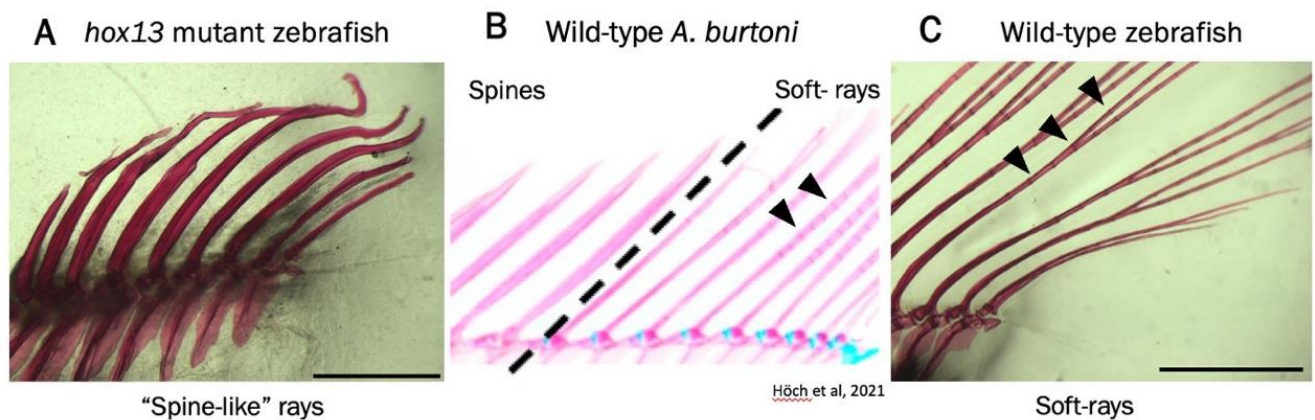 A hox13 mutant zebrafish
B Wild-type A. burtoni
C Wild-type zebrafish
Spines
Soft- rays
Höch et al, 2021
“Spine-like” rays
Soft-rays